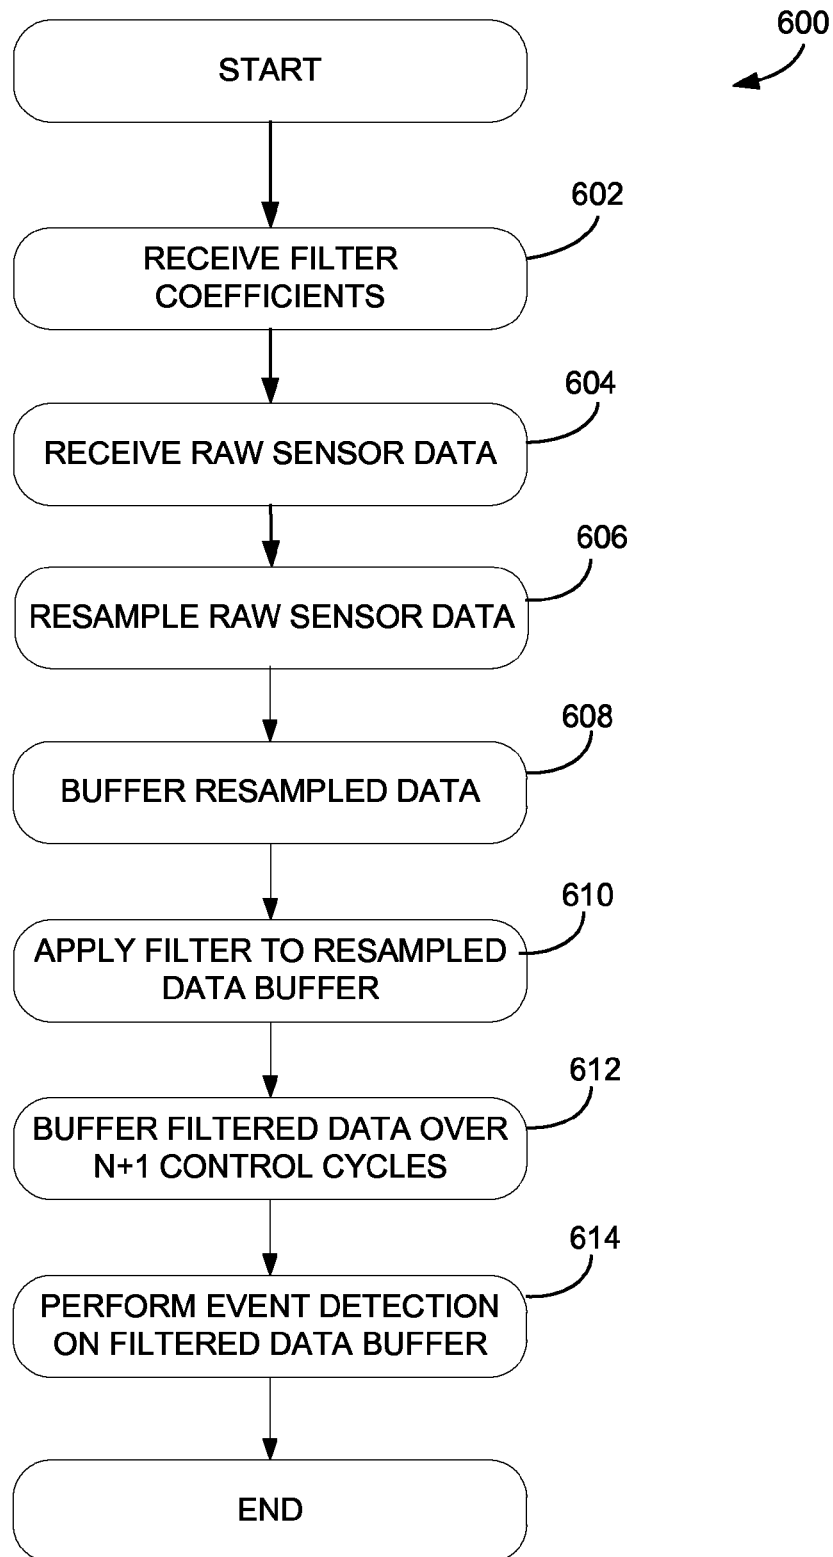 600
START
602
RECEIVE FILTER
COEFFICIENTS
604
RECEIVE RAW SENSOR DATA
606
RESAMPLE RAW SENSOR DATA
608
BUFFER RESAMPLED DATA
610
APPLY FILTER TO RESAMPLED
DATA BUFFER
612
BUFFER FILTERED DATA OVER
N+1 CONTROL CYCLES
614
PERFORM EVENT DETECTION
ON FILTERED DATA BUFFER
END